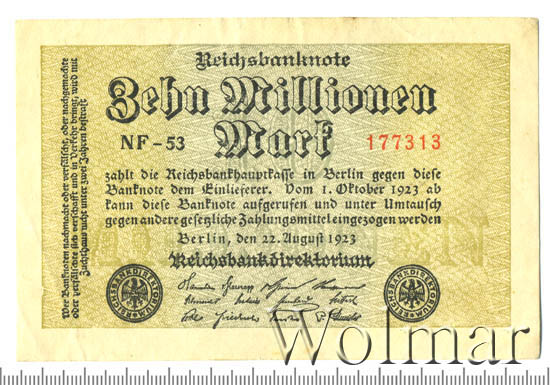 Reichsbanknote
Zehn Millionen
Mark
NF-53
177313
zahlt die Reichsbankhauptkasse in Berlin gegen diese
Banknote dem Einlieferer. Vom 1. Oktober 1923 ab
kann diese Banknote aufgerufen und unter Umtausch
gegen andere gesetzliche Zahlungsmittel eingezogen werden
Berlin, den 22. August 1923
Reichsbankdirektorium
Wer Banknoten nachmacht oder verfälscht, oder nachgemachte
oder verfälschte sich verschafft und in Verkehr bringt, wird mit
Zuchthaus nicht unter zwei Jahren bestraft.
REICHSBANKDIREKTORIUM
REICHSBANKDIREKTORIUM
Wolmar